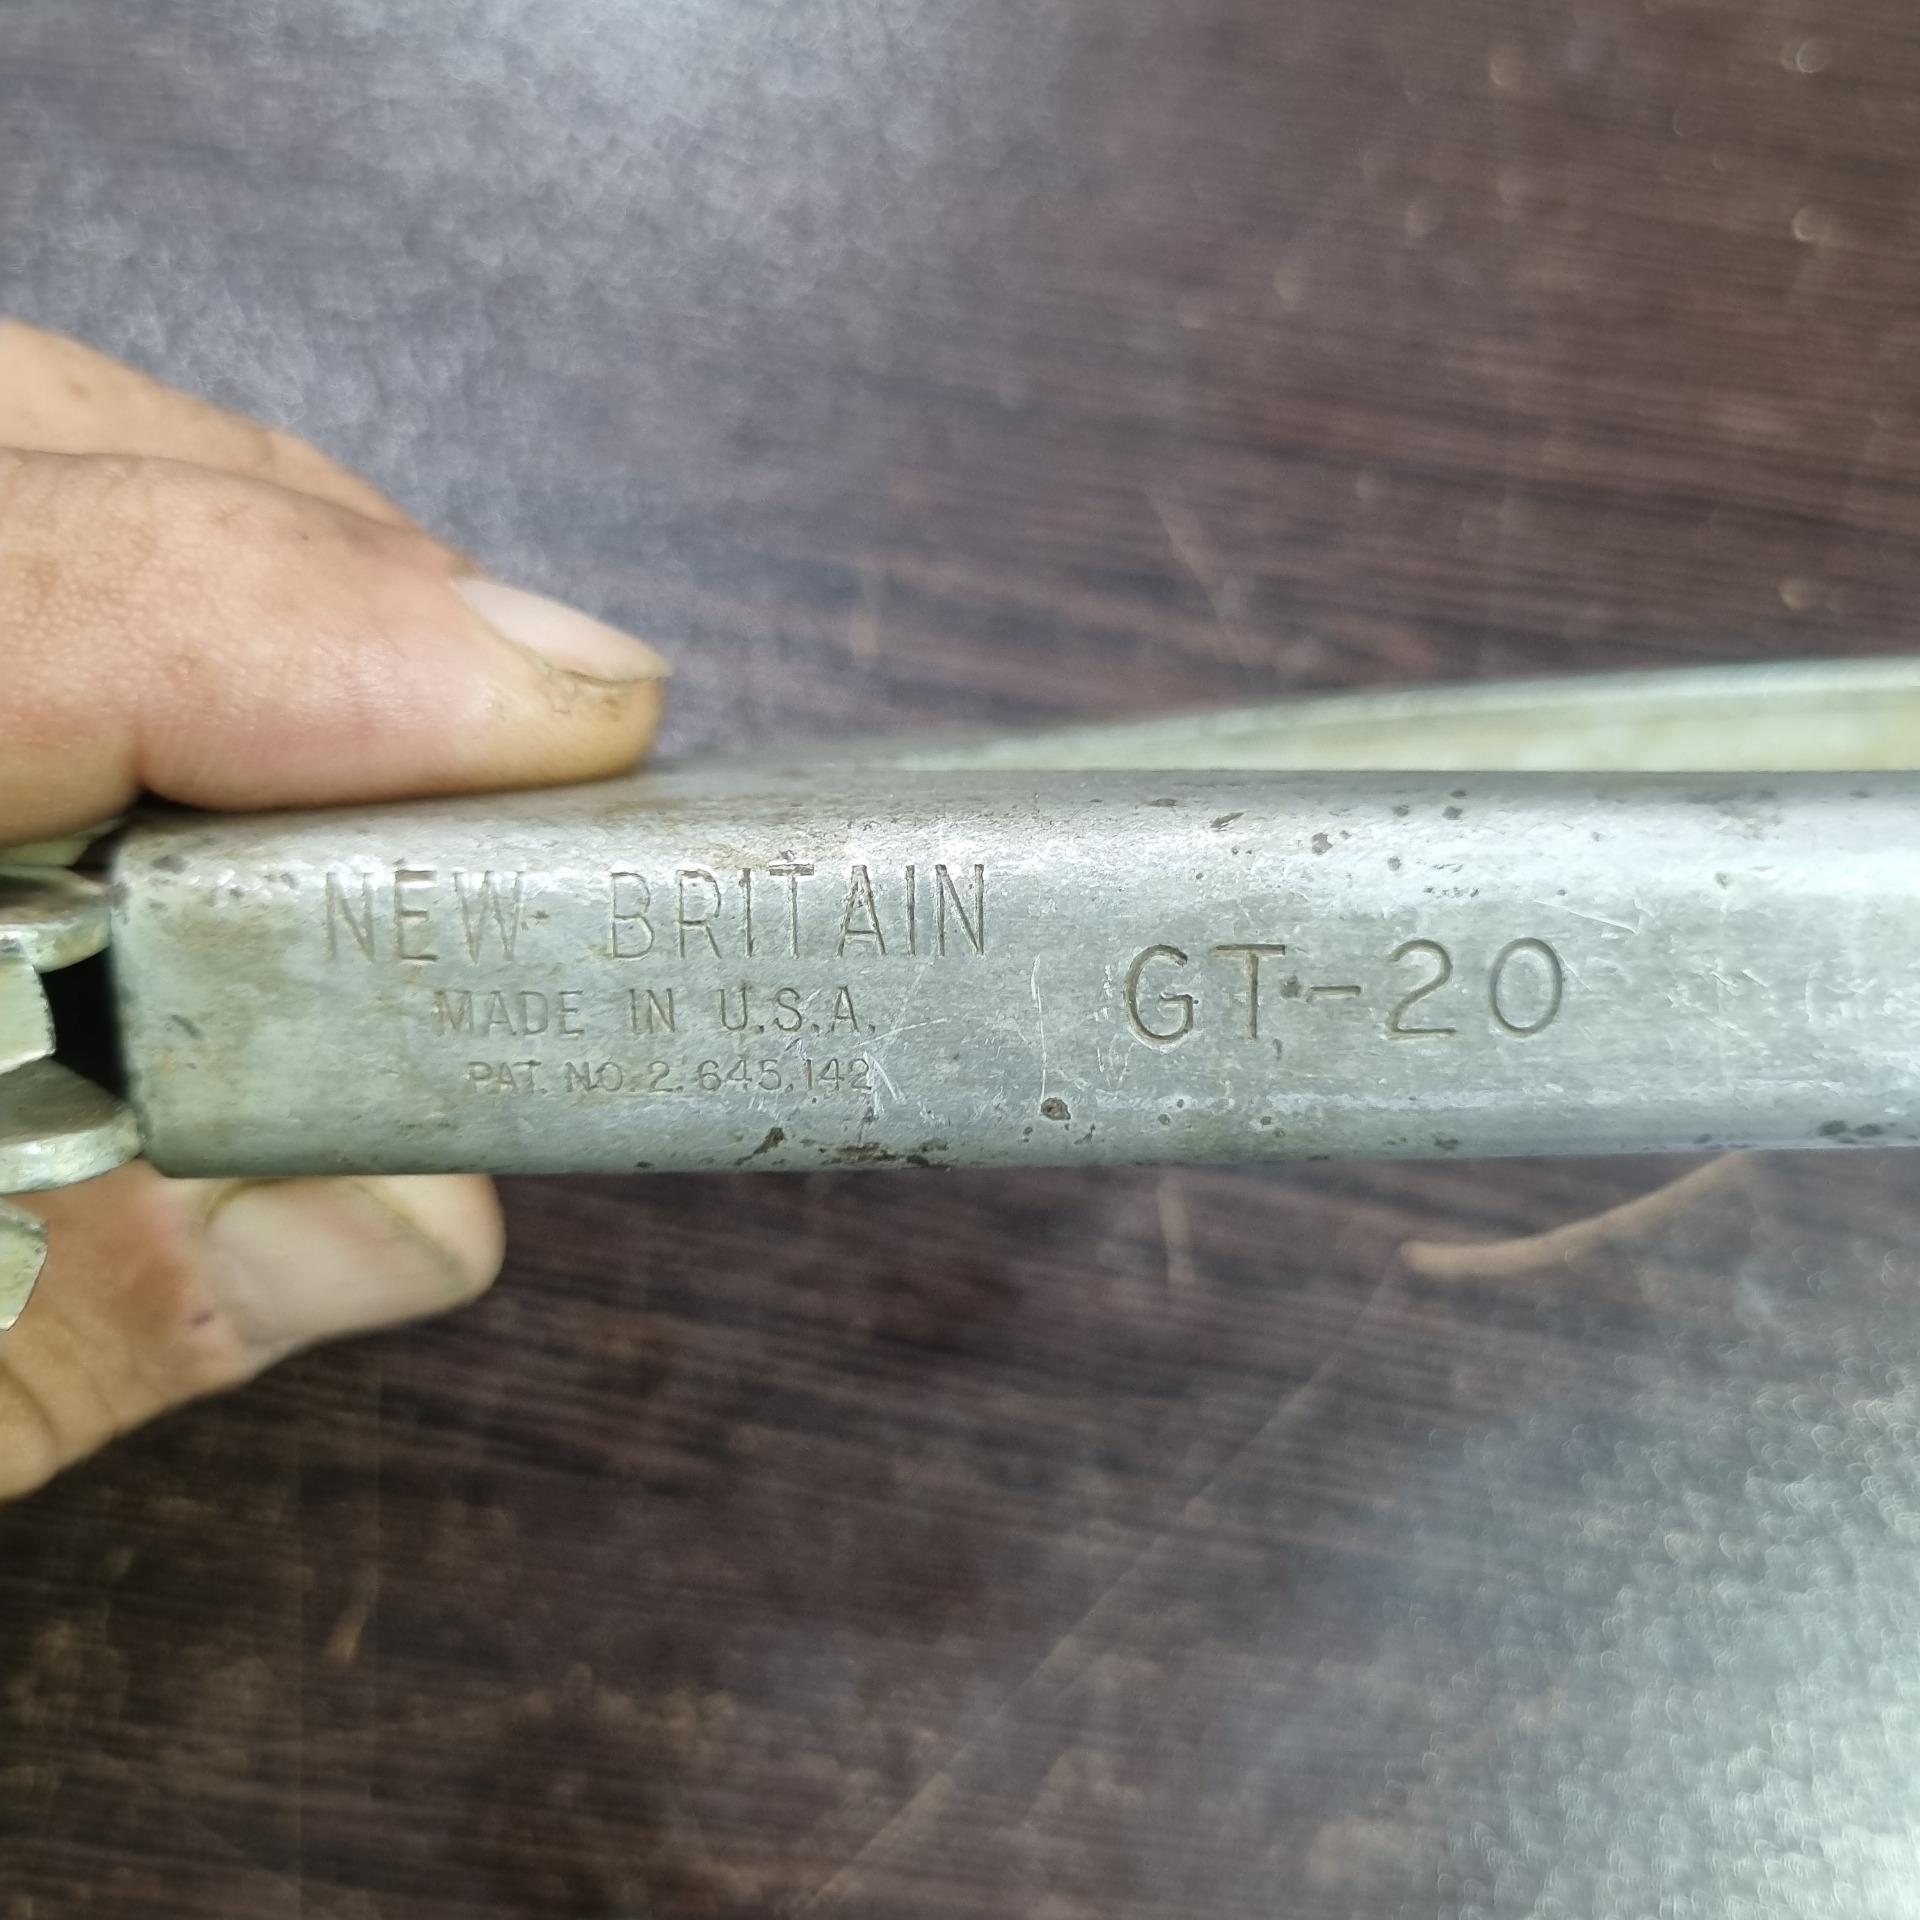 NEW BRITAIN
MADE IN U.S.A.
PAT. NO. 2.645.142
GT-20